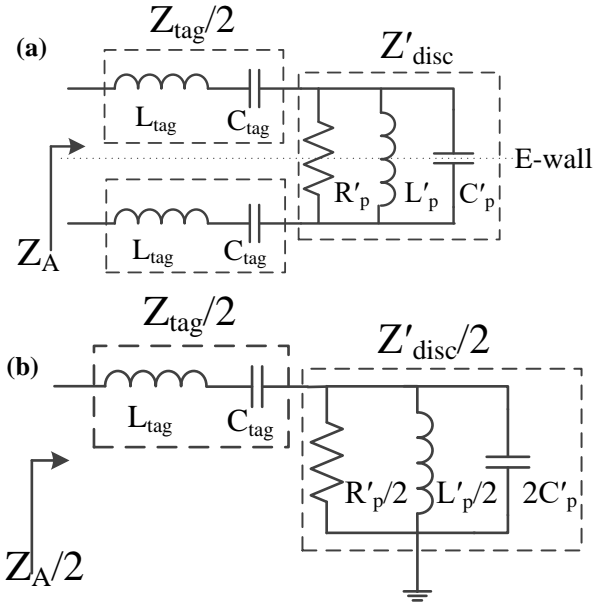 Z_tag/2
(a)
Z′_disc
L_tag
C_tag
E-wall
R′_p
L′_p
C′_p
Z_A
L_tag
C_tag
Z_tag/2
Z′_disc/2
(b)
L_tag
C_tag
R′_p/2
L′_p/2
2C′_p
Z_A/2